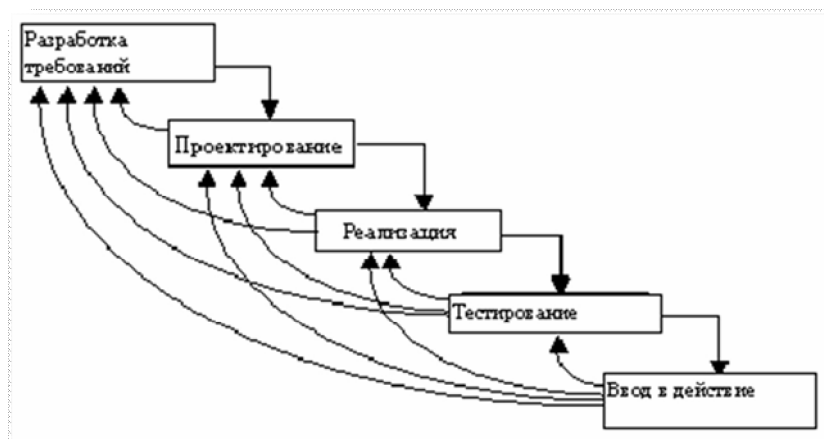 Разработка
требований
Проектирование
Реализация
Тестирование
Ввод в действие